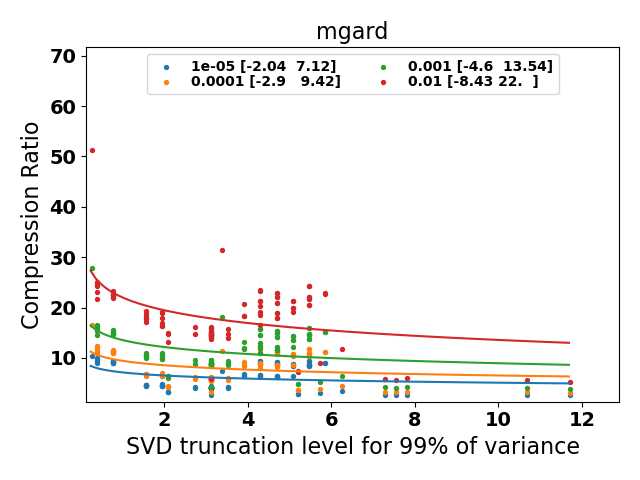 mgard
1e-05 [-2.04  7.12]
0.0001 [-2.9   9.42]
0.001 [-4.6  13.54]
0.01 [-8.43 22.  ]
Compression Ratio
70
60
50
40
30
20
10
2 4 6 8 10 12
SVD truncation level for 99% of variance